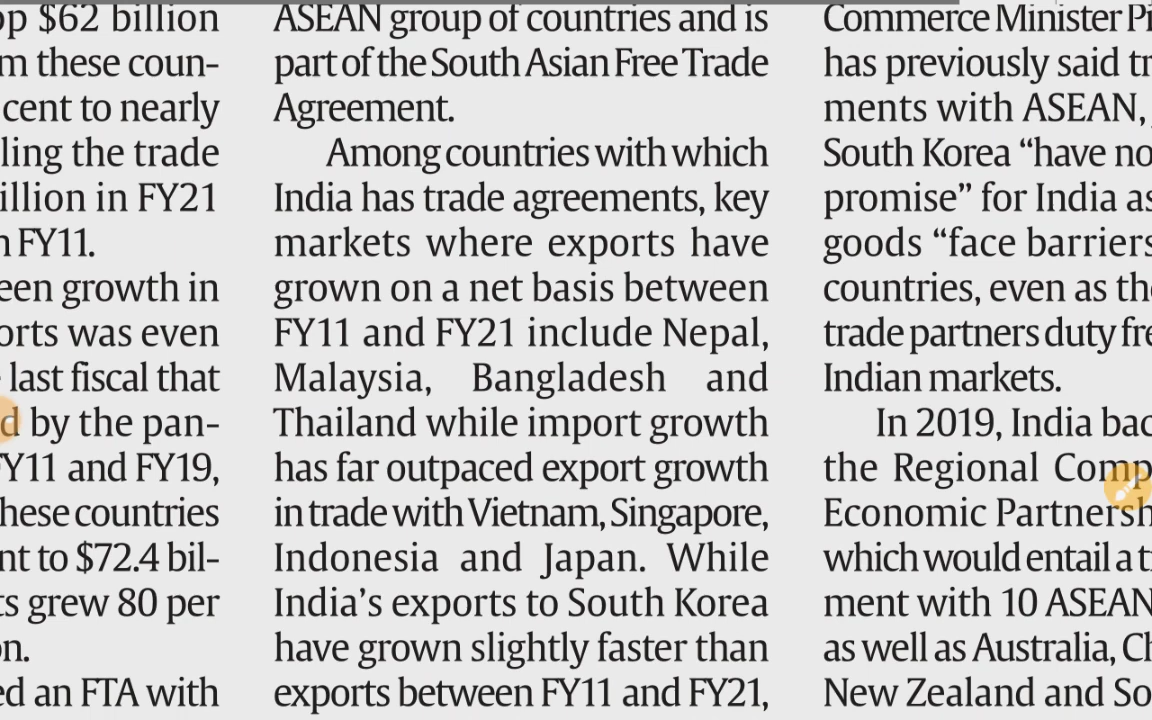 op $62 billion
m these coun-
cent to nearly
ling the trade
illion in FY21
FY11.
een growth in
orts was even
last fiscal that
d by the pan-
FY11 and FY19,
hese countries
nt to $72.4 bil-
ts grew 80 per
on.
ed an FTA with
ASEAN group of countries and is
part of the South Asian Free Trade
Agreement.
Among countries with which
India has trade agreements, key
markets where exports have
grown on a net basis between
FY11 and FY21 include Nepal,
Malaysia, Bangladesh and
Thailand while import growth
has far outpaced export growth
in trade with Vietnam, Singapore,
Indonesia and Japan. While
India's exports to South Korea
have grown slightly faster than
exports between FY11 and FY21,
Commerce Minister Pi
has previously said tr
ments with ASEAN,
South Korea “have no
promise” for India as
goods “face barriers
countries, even as the
trade partners duty fre
Indian markets.
In 2019, India bac
the Regional Comp
Economic Partnersh
which would entail a t
ment with 10 ASEAN
as well as Australia, Ch
New Zealand and So